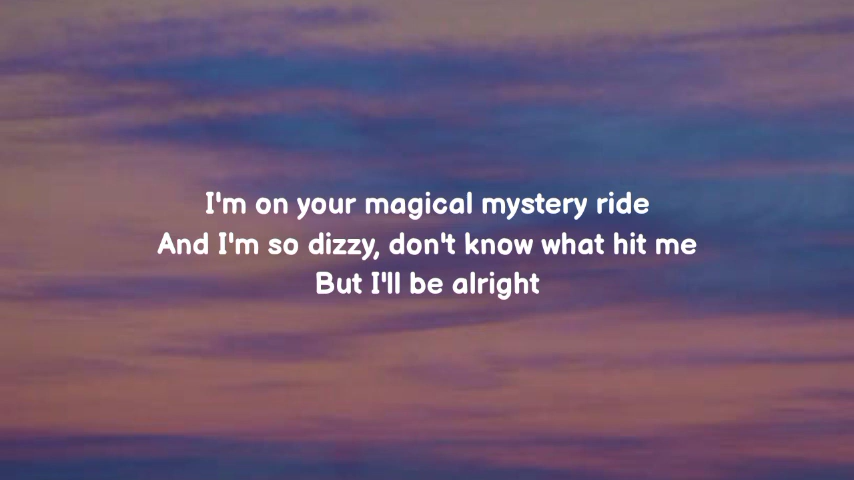 I'm on your magical mystery ride
And I'm so dizzy, don't know what hit me
But I'll be alright